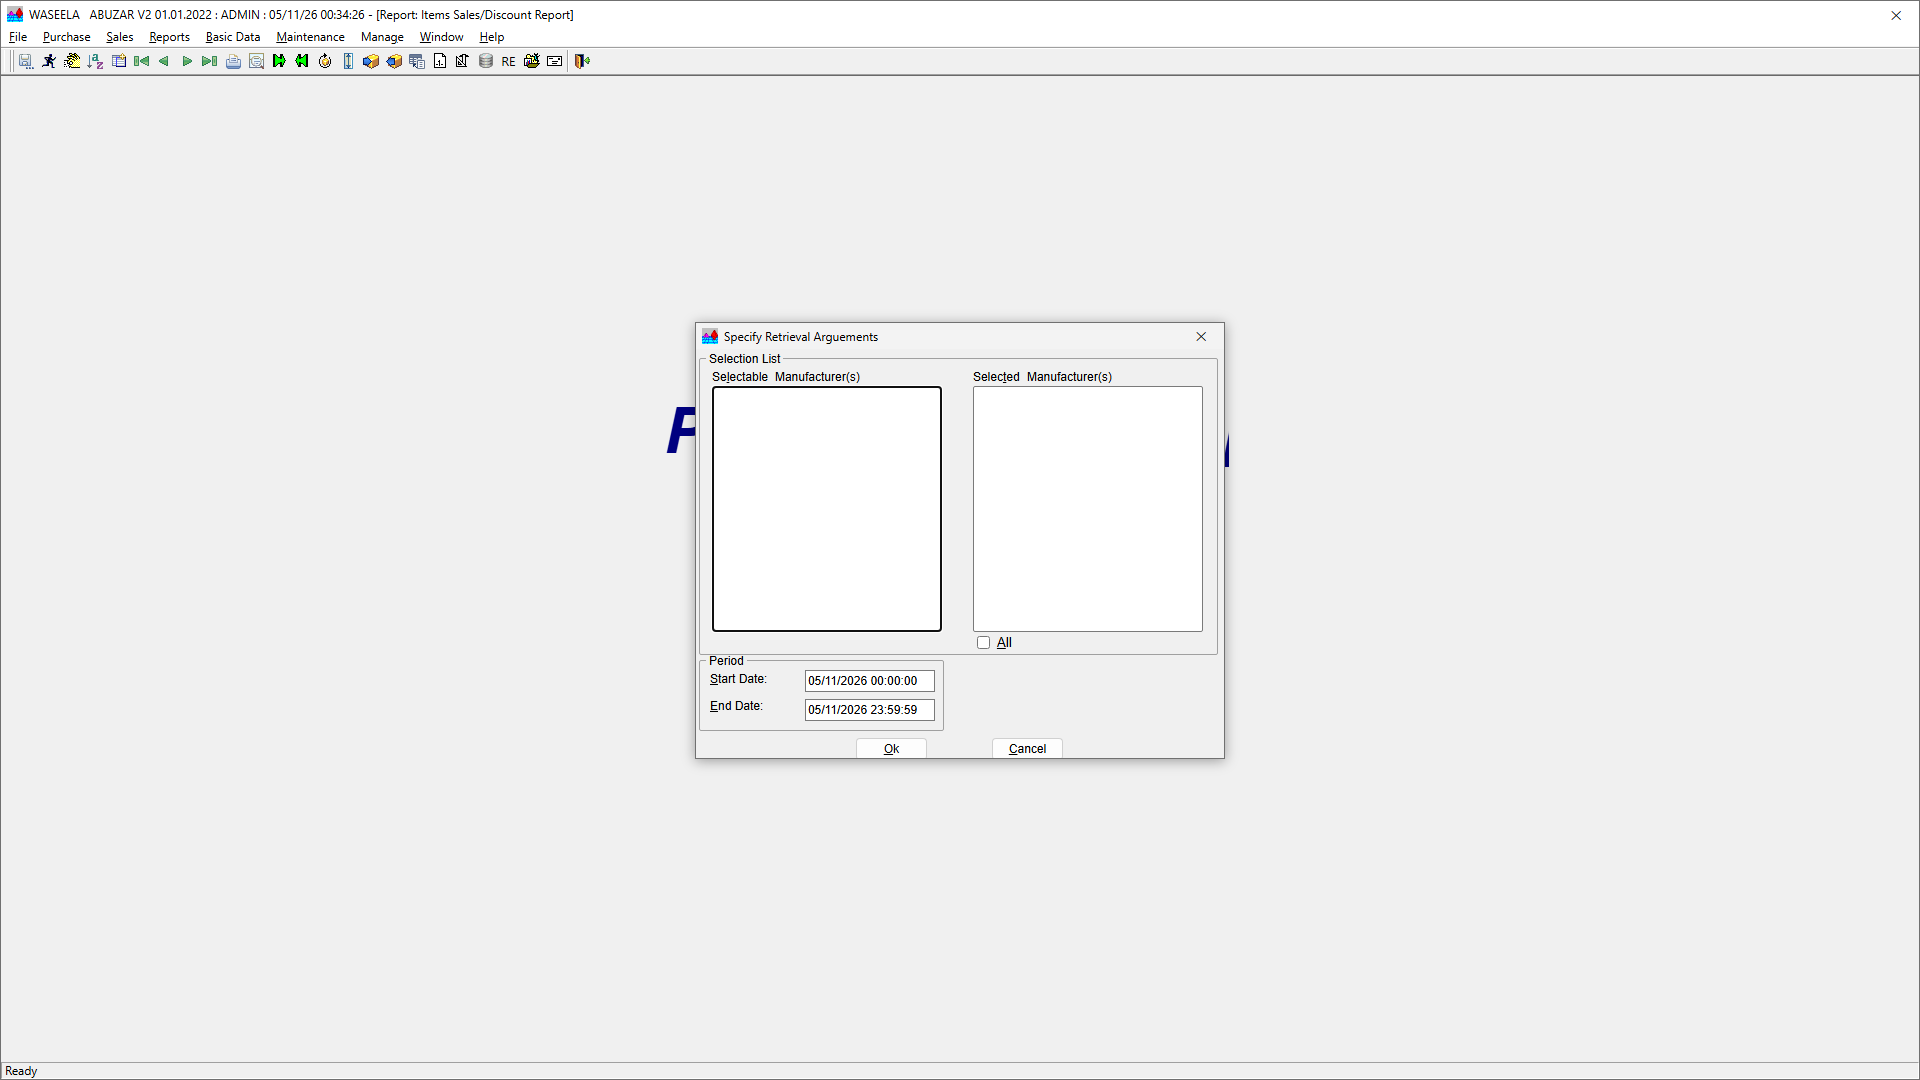 WASEELA   ABUZAR V2 01.01.2022 : ADMIN : 05/11/26 00:34:26 - [Report: Items Sales/Discount Report]
File Purchase Sales Reports Basic Data Maintenance Manage Window Help
RE
Specify Retrieval Arguements
Selection List
Selectable  Manufacturer(s) Selected  Manufacturer(s)
P
All
Period
Start Date: 05/11/2026 00:00:00
End Date: 05/11/2026 23:59:59
Ok Cancel
Ready